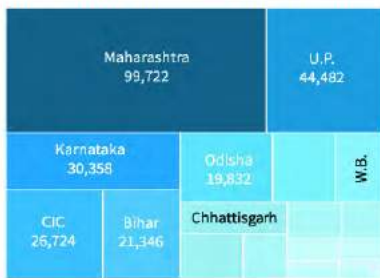 Maharashtra
99,722
U.P.
44,482
Karnataka
30,358
Odisha
19,832
W.B.
CIC
26,724
Bihar
21,346
Chhattisgarh